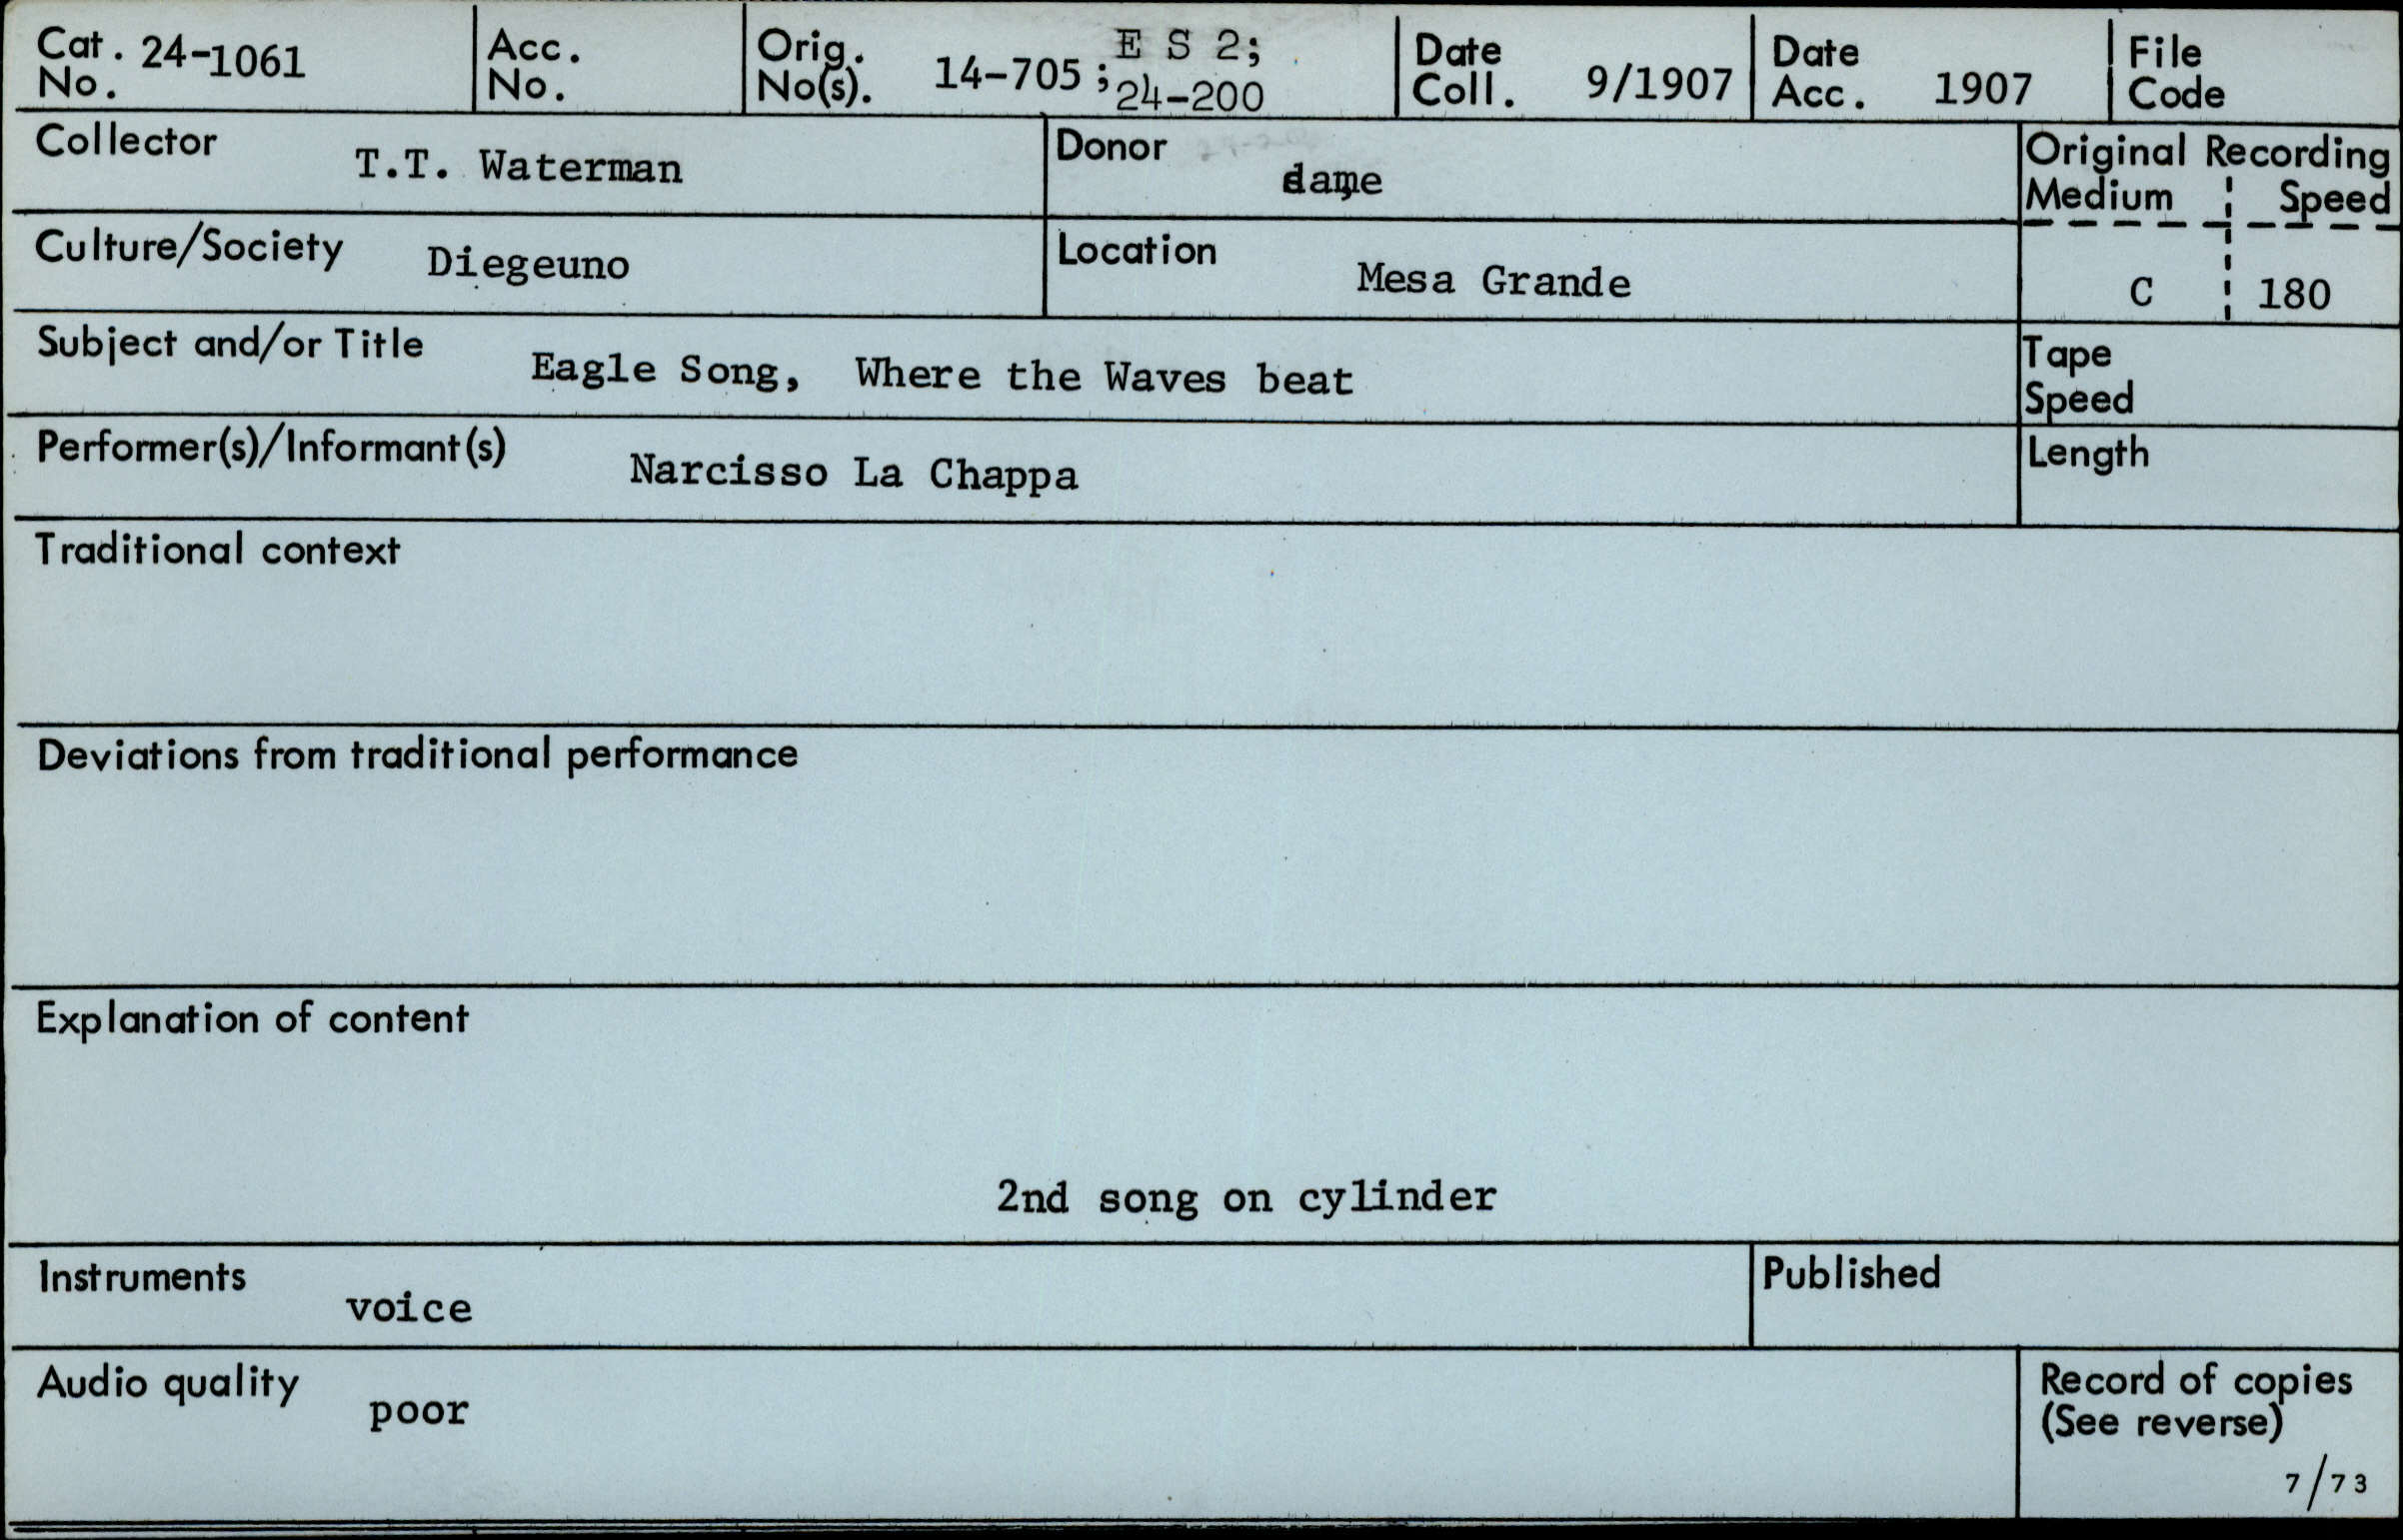 Cat. No. 24-1061
Acc. No.
Orig. No(s). 14-705; E S 2; 24-200
Date Coll. 9/1907
Date Acc. 1907
File Code
Collector T.T. Waterman
Donor same
Original Recording
Medium Speed
Culture/Society Diegeuno
Location Mesa Grande
C 180
Subject and/or Title Eagle Song, Where the Waves beat
Tape Speed
Performer(s)/Informant(s) Narcisso La Chappa
Length
Traditional context
Deviations from traditional performance
Explanation of content
2nd song on cylinder
Instruments voice
Published
Audio quality poor
Record of copies
(See reverse)
7/73